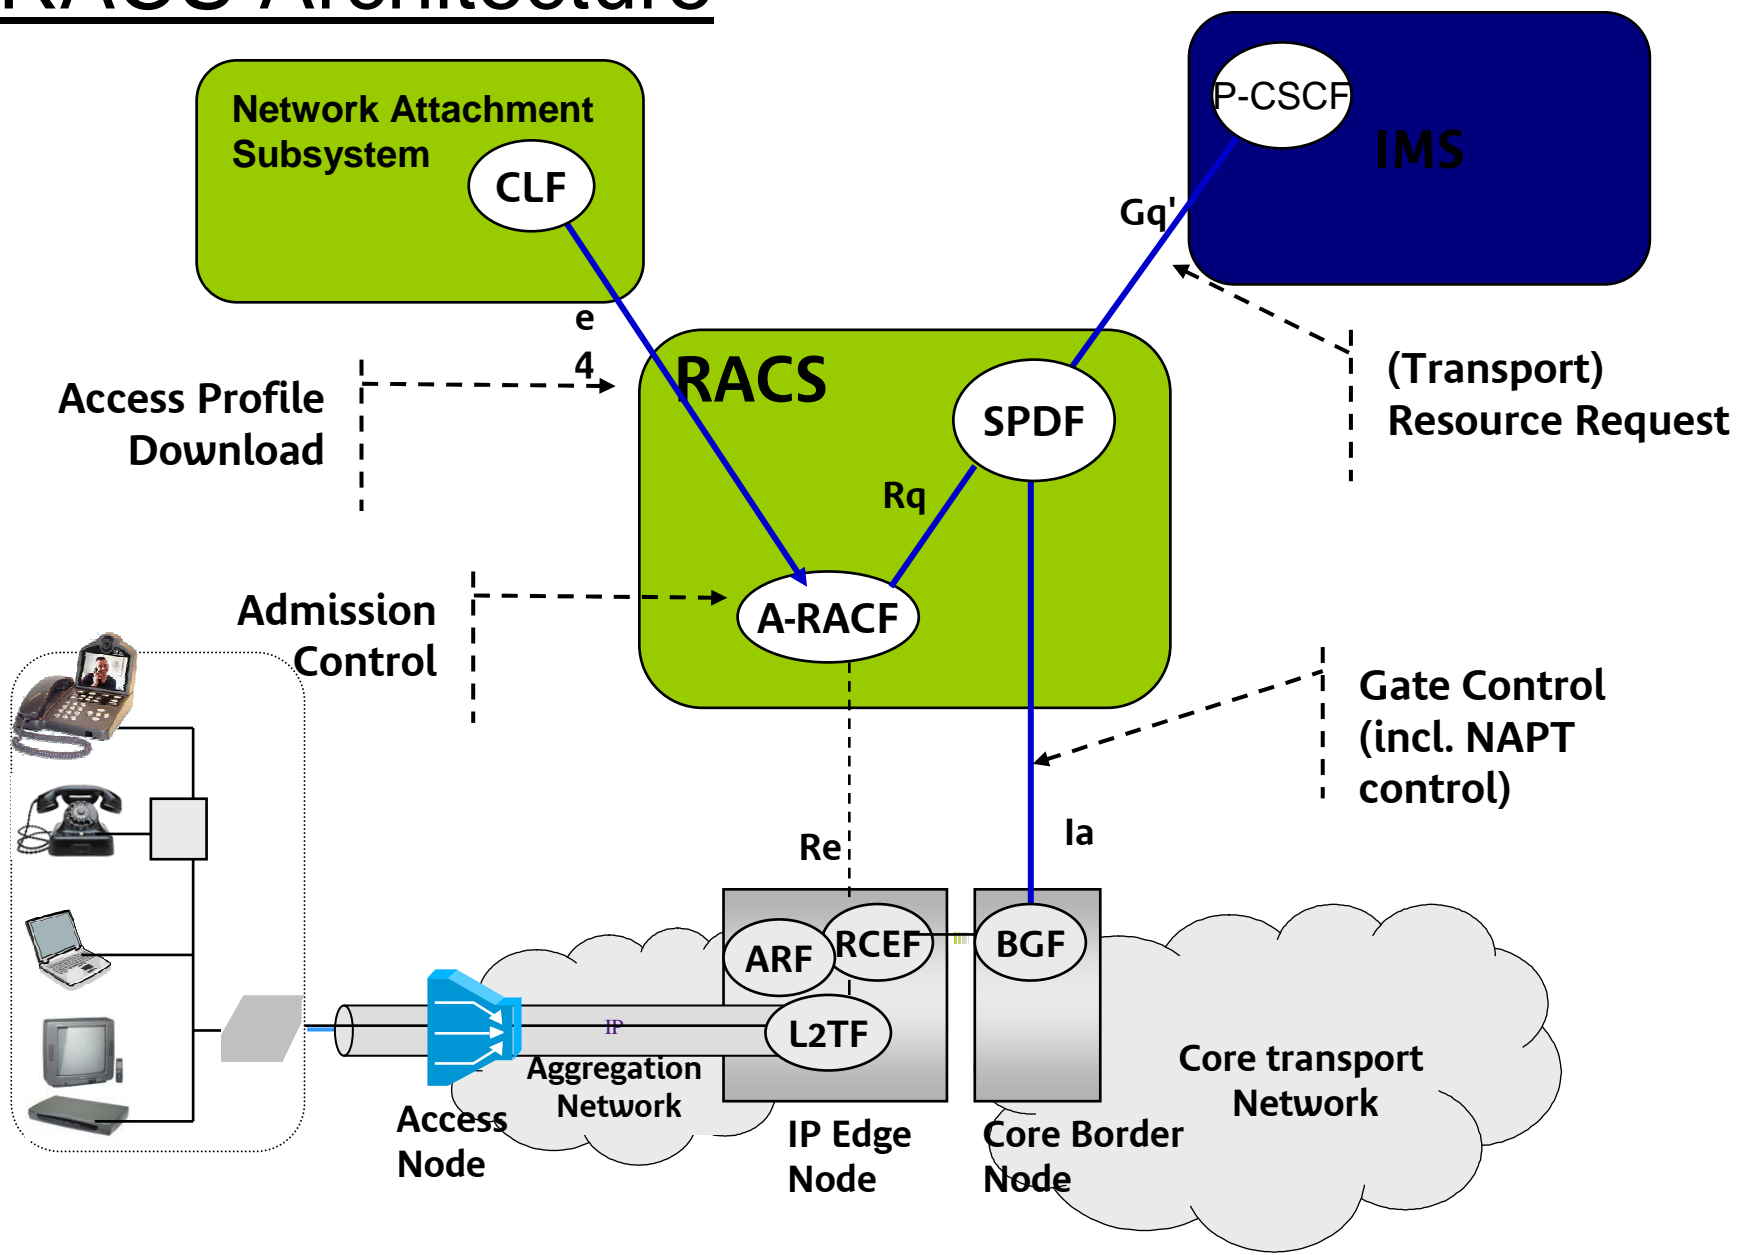 RACS Architecture
Network Attachment
Subsystem
CLF
P-CSCF
IMS
Gq'
e
4
RACS
SPDF
(Transport)
Resource Request
Access Profile
Download
Rq
Admission
Control
A-RACF
Gate Control
(incl. NAPT
control)
Re
Ia
ARF
RCEF
BGF
L2TF
IP
Aggregation
Network
Core transport
Network
Access
Node
IP Edge
Node
Core Border
Node